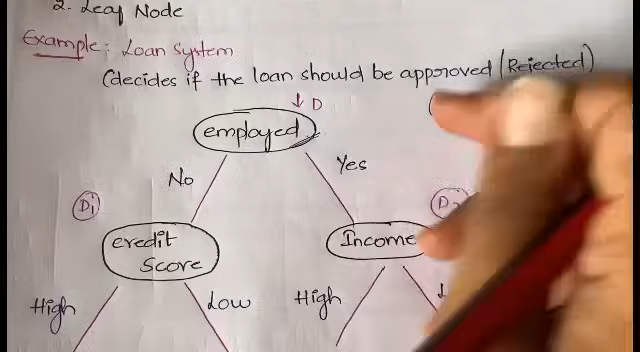 2. Leaf Node
Example: Loan System
(decides if the loan should be approved/Rejected)
↓ D
employed
No
Yes
D1
credit
Score
Income
High
Low
High